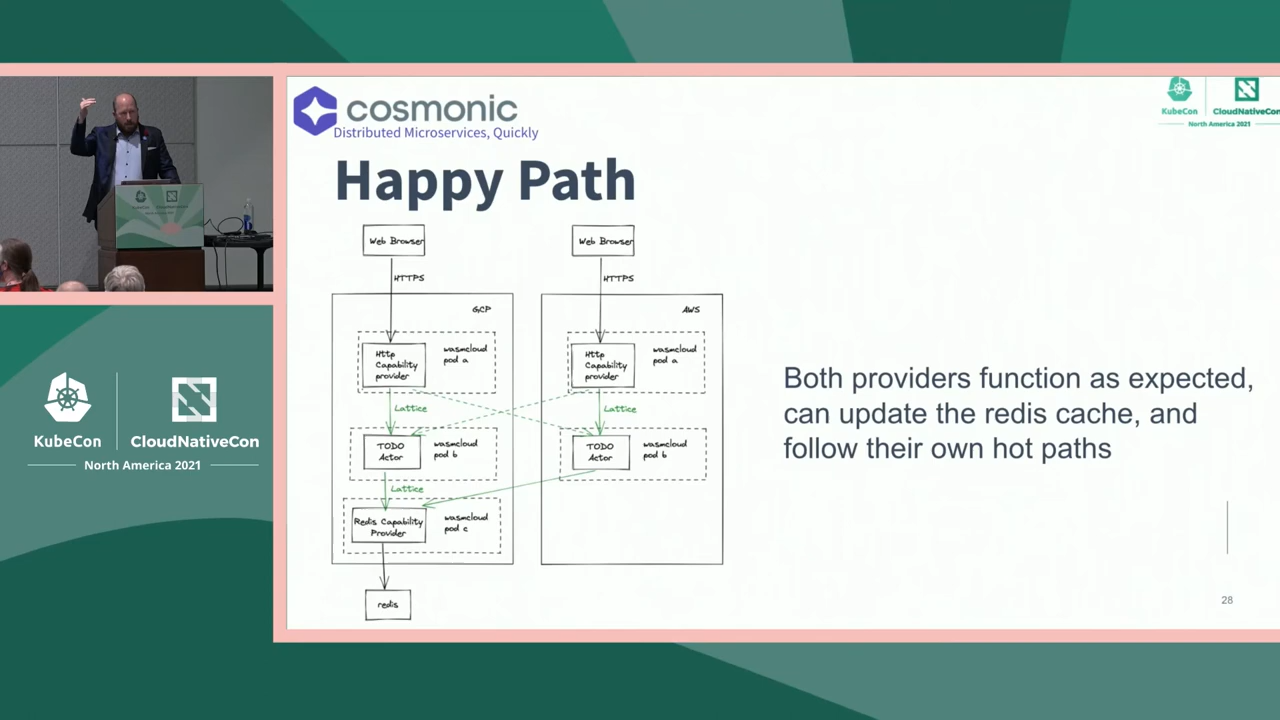 cosmonic
Distributed Microservices, Quickly
KubeCon
CloudNativeCon
North America 2021
Happy Path
Web Browser
HTTPS
GCP
Http
Capability
provider
wasmcloud
pod a
Lattice
TODO
Actor
wasmcloud
pod b
Lattice
Redis Capability
Provider
wasmcloud
pod c
redis
Web Browser
HTTPS
AWS
Http
Capability
provider
wasmcloud
pod a
Lattice
TODO
Actor
wasmcloud
pod b
Both providers function as expected,
can update the redis cache, and
follow their own hot paths
28
KubeCon
CloudNativeCon
North America 2021